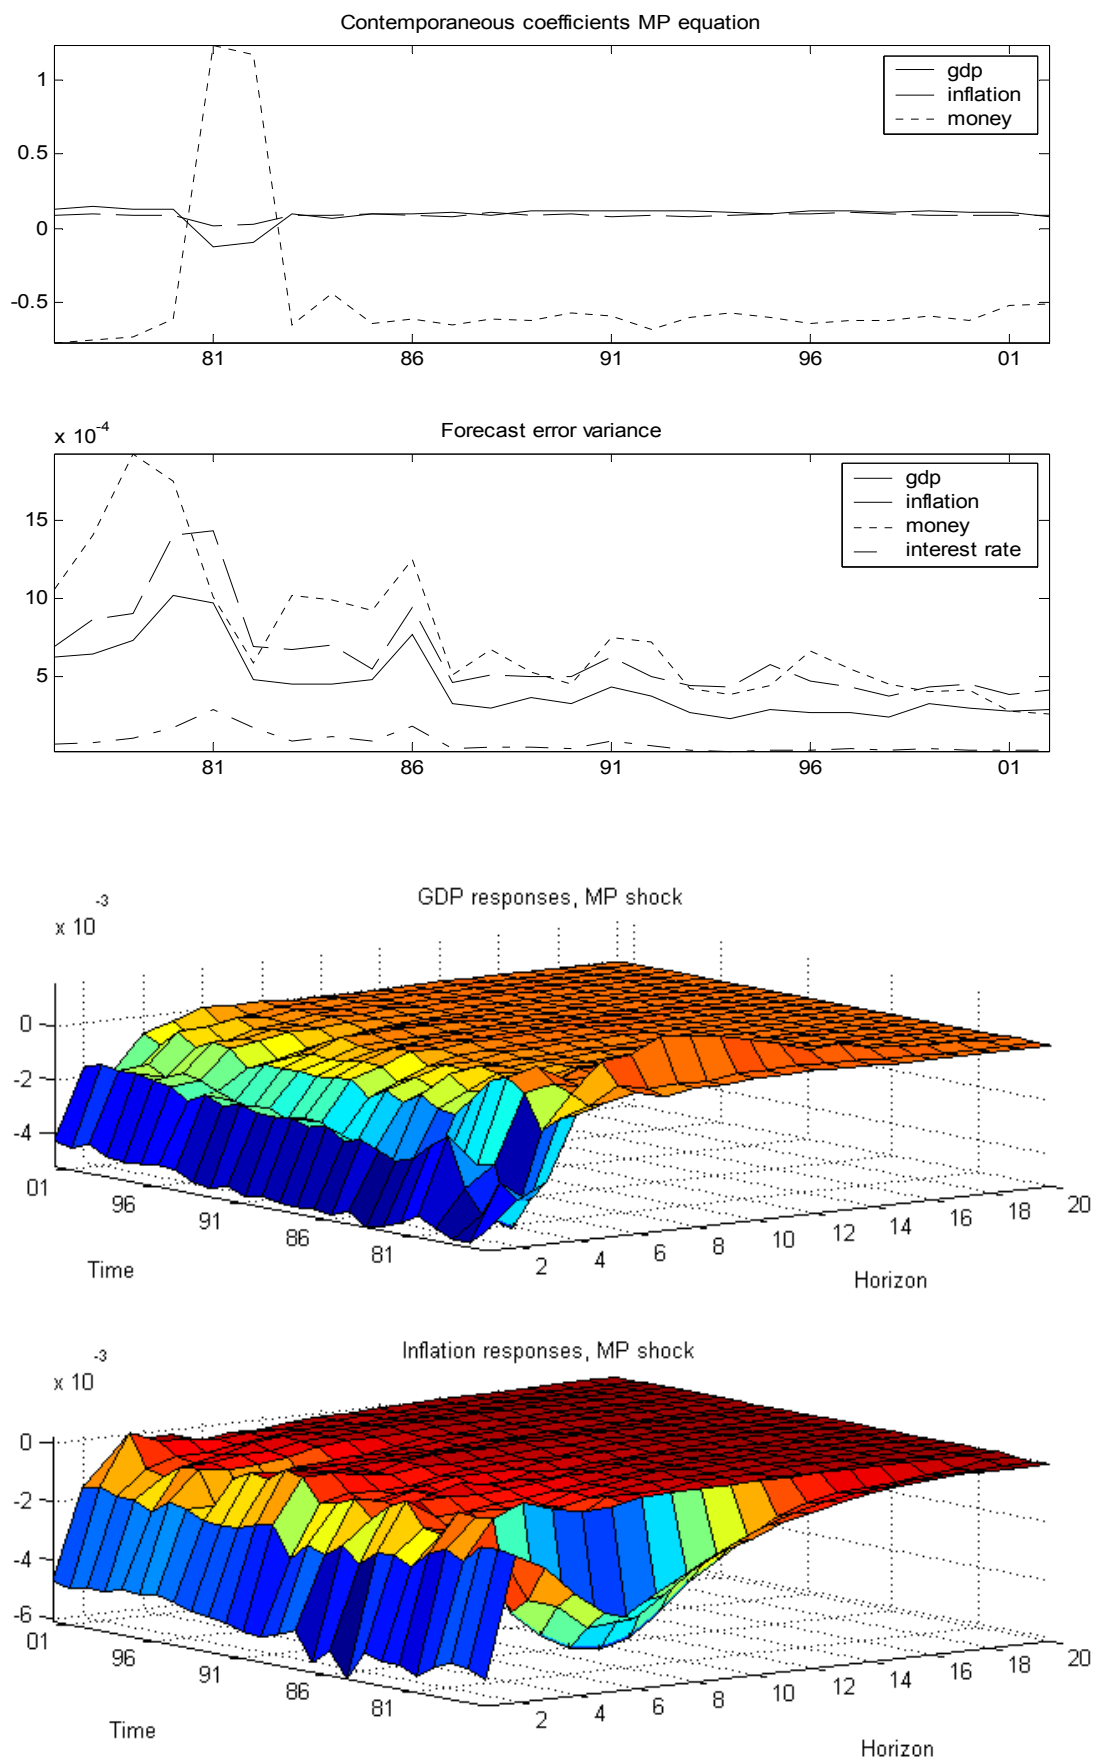 Contemporaneous coefficients MP equation
gdp
inflation
money
1
0.5
0
-0.5
81 86 91 96 01
x 10^-4
Forecast error variance
gdp
inflation
money
interest rate
15
10
5
81 86 91 96 01
GDP responses, MP shock
x 10^-3
0
-2
-4
01 96 91 86 81
2 4 6 8 10 12 14 16 18 20
Time
Horizon
Inflation responses, MP shock
x 10^-3
0
-2
-4
-6
01 96 91 86 81
2 4 6 8 10 12 14 16 18 20
Time
Horizon